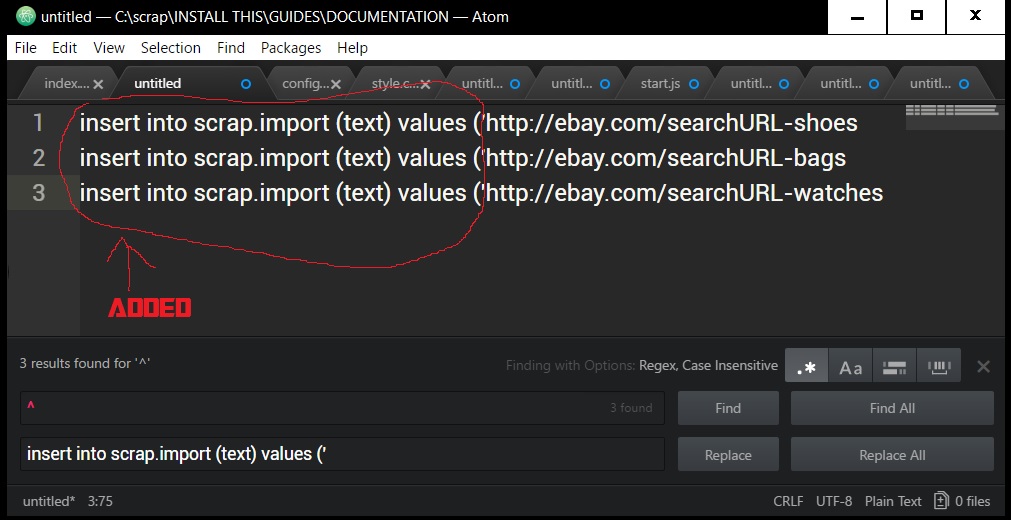 untitled — C:\scrap\INSTALL THIS\GUIDES\DOCUMENTATION — Atom
File Edit View Selection Find Packages Help
index.... untitled config... style.c... untitl... untitl... start.js untitl... untitl... untitl...
1 insert into scrap.import (text) values ('http://ebay.com/searchURL-shoes
2 insert into scrap.import (text) values ('http://ebay.com/searchURL-bags
3 insert into scrap.import (text) values ('http://ebay.com/searchURL-watches
ADDED
3 results found for '^'
Finding with Options: Regex, Case Insensitive .* Aa
^ 3 found Find Find All
insert into scrap.import (text) values (' Replace Replace All
untitled* 3:75 CRLF UTF-8 Plain Text 0 files